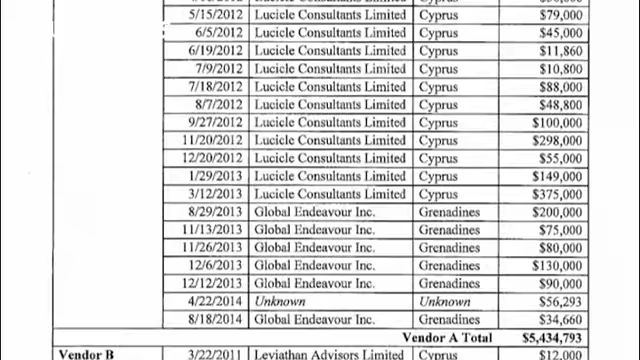 5/15/2012 Lucicle Consultants Limited Cyprus $79,000
6/5/2012 Lucicle Consultants Limited Cyprus $45,000
6/19/2012 Lucicle Consultants Limited Cyprus $11,860
7/9/2012 Lucicle Consultants Limited Cyprus $10,800
7/18/2012 Lucicle Consultants Limited Cyprus $88,000
8/7/2012 Lucicle Consultants Limited Cyprus $48,800
9/27/2012 Lucicle Consultants Limited Cyprus $100,000
11/20/2012 Lucicle Consultants Limited Cyprus $298,000
12/20/2012 Lucicle Consultants Limited Cyprus $55,000
1/29/2013 Lucicle Consultants Limited Cyprus $149,000
3/12/2013 Lucicle Consultants Limited Cyprus $375,000
8/29/2013 Global Endeavour Inc. Grenadines $200,000
11/13/2013 Global Endeavour Inc. Grenadines $75,000
11/26/2013 Global Endeavour Inc. Grenadines $80,000
12/6/2013 Global Endeavour Inc. Grenadines $130,000
12/12/2013 Global Endeavour Inc. Grenadines $90,000
4/22/2014 Unknown Unknown $56,293
8/18/2014 Global Endeavour Inc. Grenadines $34,660
Vendor A Total $5,434,793
Vendor B 3/22/2011 Leviathan Advisors Limited Cyprus $12,000